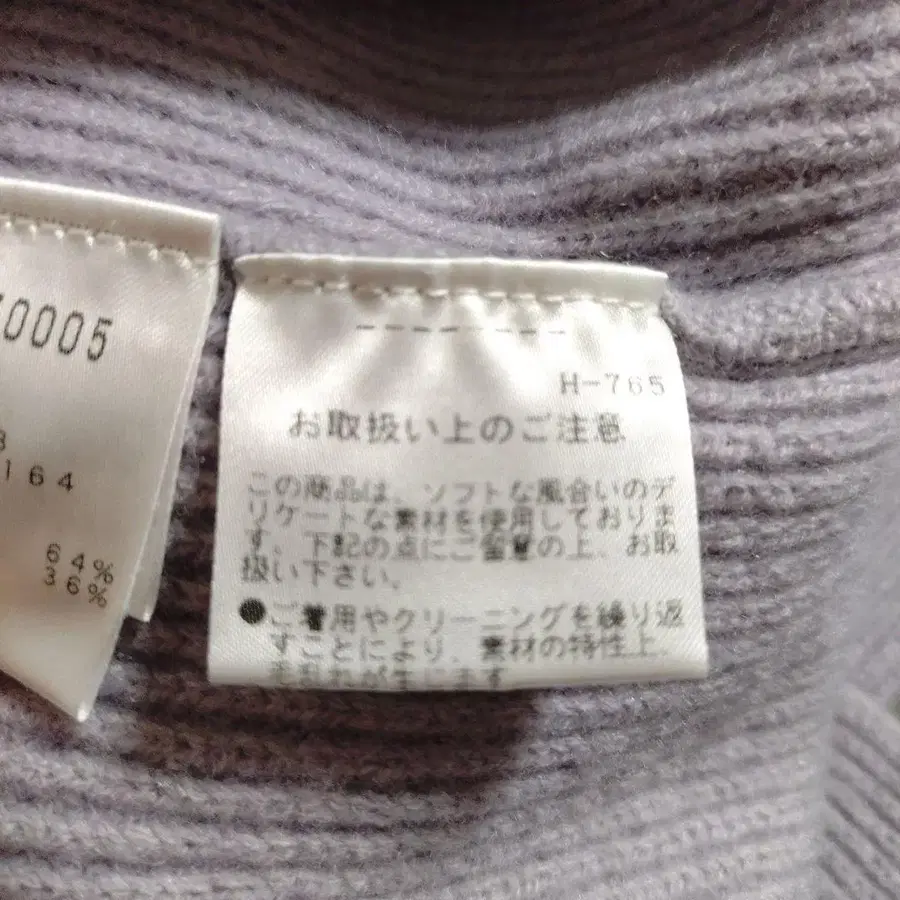 0005
8
164
64%
36%
--------
H-765
お取扱い上のご注意
この商品は、ソフトな風合いのデ
リケートな素材を使用しておりま
す。下記の点にご留意の上、お取
扱い下さい。
●ご着用やクリーニングを繰り返
すことにより、素材の特性上、